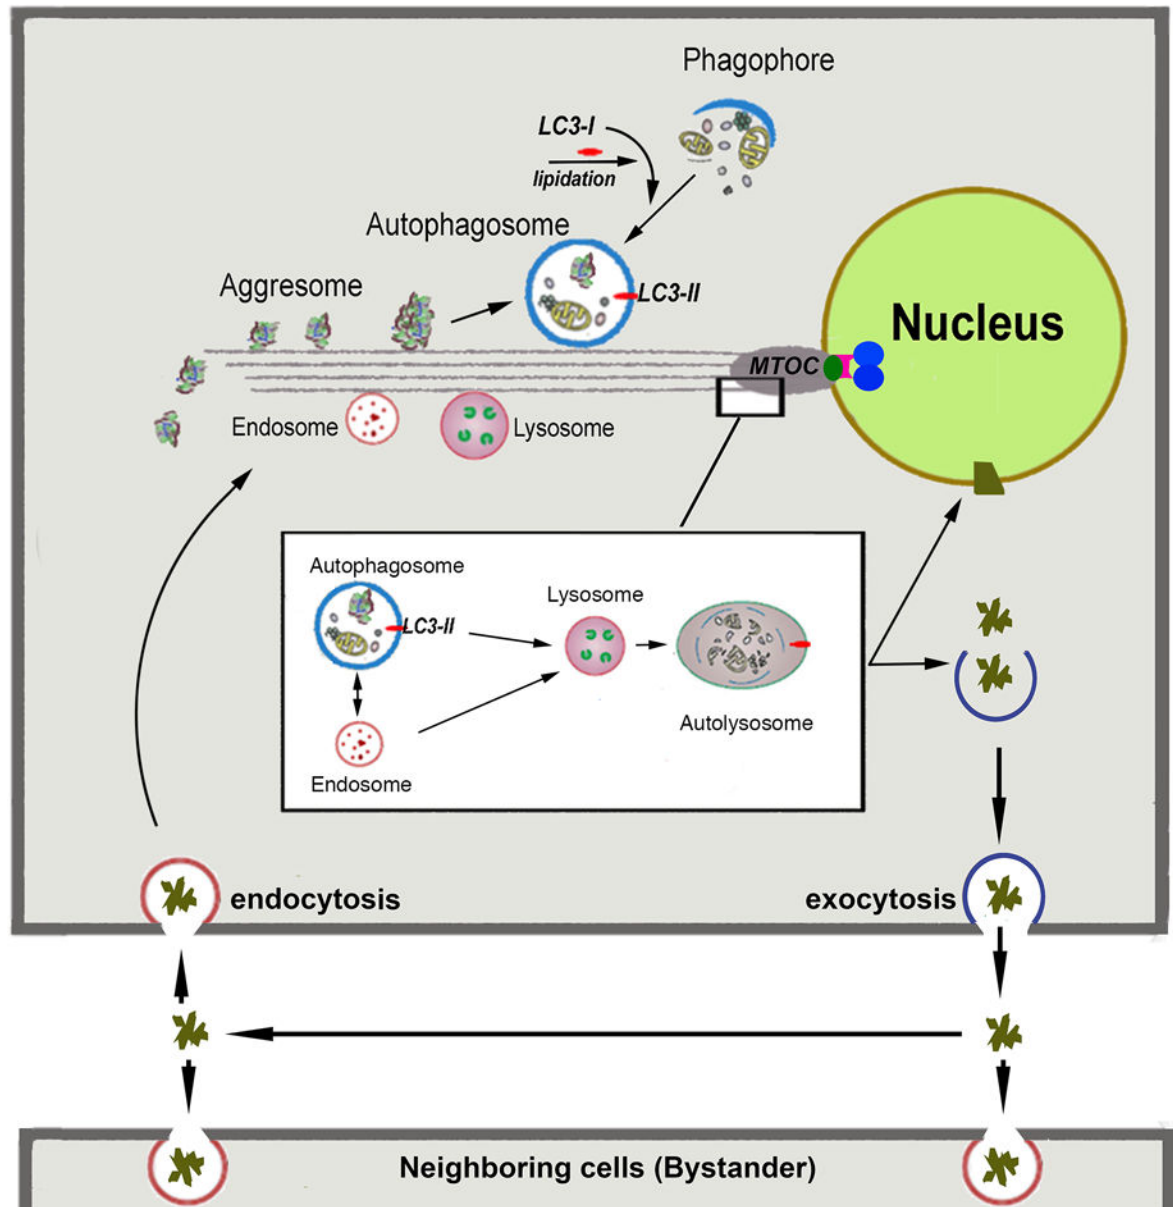 Phagophore
LC3-I
lipidation
Autophagosome
Aggresome
LC3-II
Nucleus
MTOC
Endosome
Lysosome
Autophagosome
LC3-II
Lysosome
Autolysosome
Endosome
endocytosis
exocytosis
Neighboring cells (Bystander)